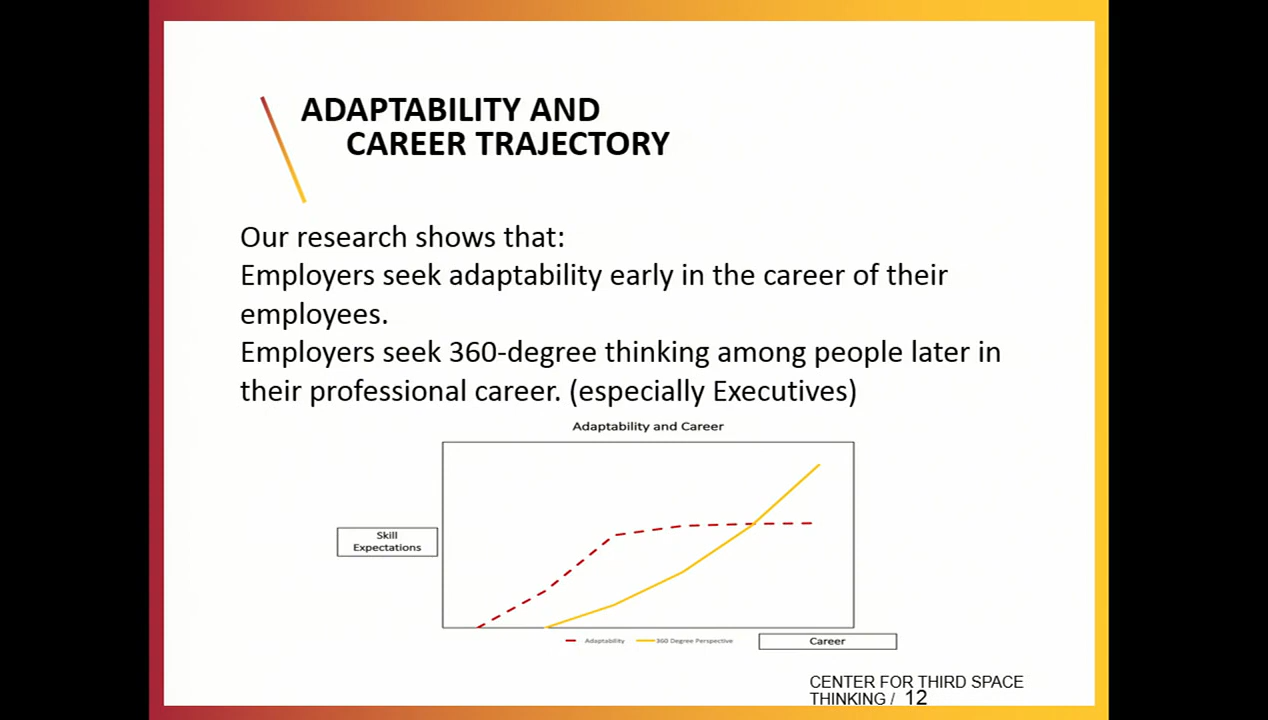 ADAPTABILITY AND
CAREER TRAJECTORY
Our research shows that:
Employers seek adaptability early in the career of their
employees.
Employers seek 360-degree thinking among people later in
their professional career. (especially Executives)
Adaptability and Career
Skill
Expectations
Adaptability
360 Degree Perspective
Career
CENTER FOR THIRD SPACE
THINKING / 12